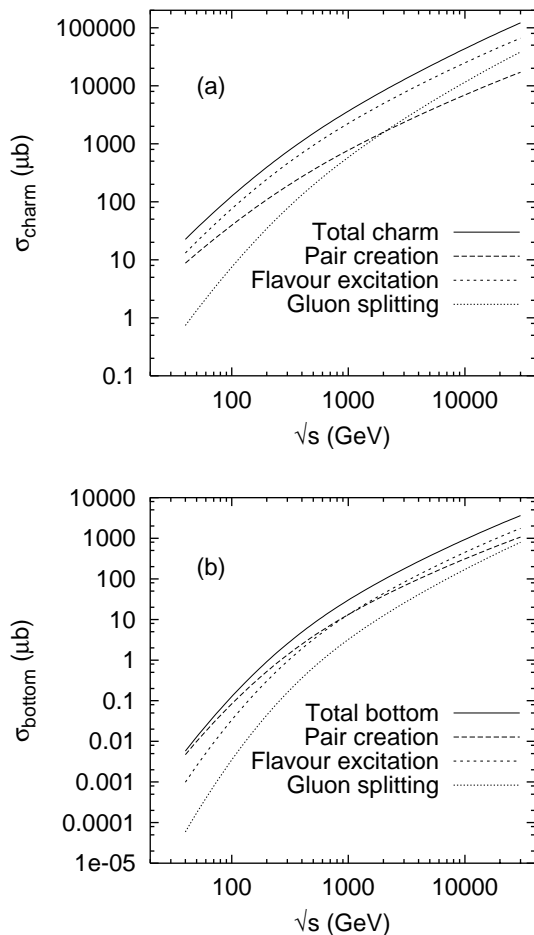 100000
10000
1000
100
10
1
0.1
σcharm (μb)
(a)
Total charm
Pair creation
Flavour excitation
Gluon splitting
100 1000 10000
√s (GeV)
10000
1000
100
10
1
0.1
0.01
0.001
0.0001
1e-05
σbottom (μb)
(b)
Total bottom
Pair creation
Flavour excitation
Gluon splitting
100 1000 10000
√s (GeV)